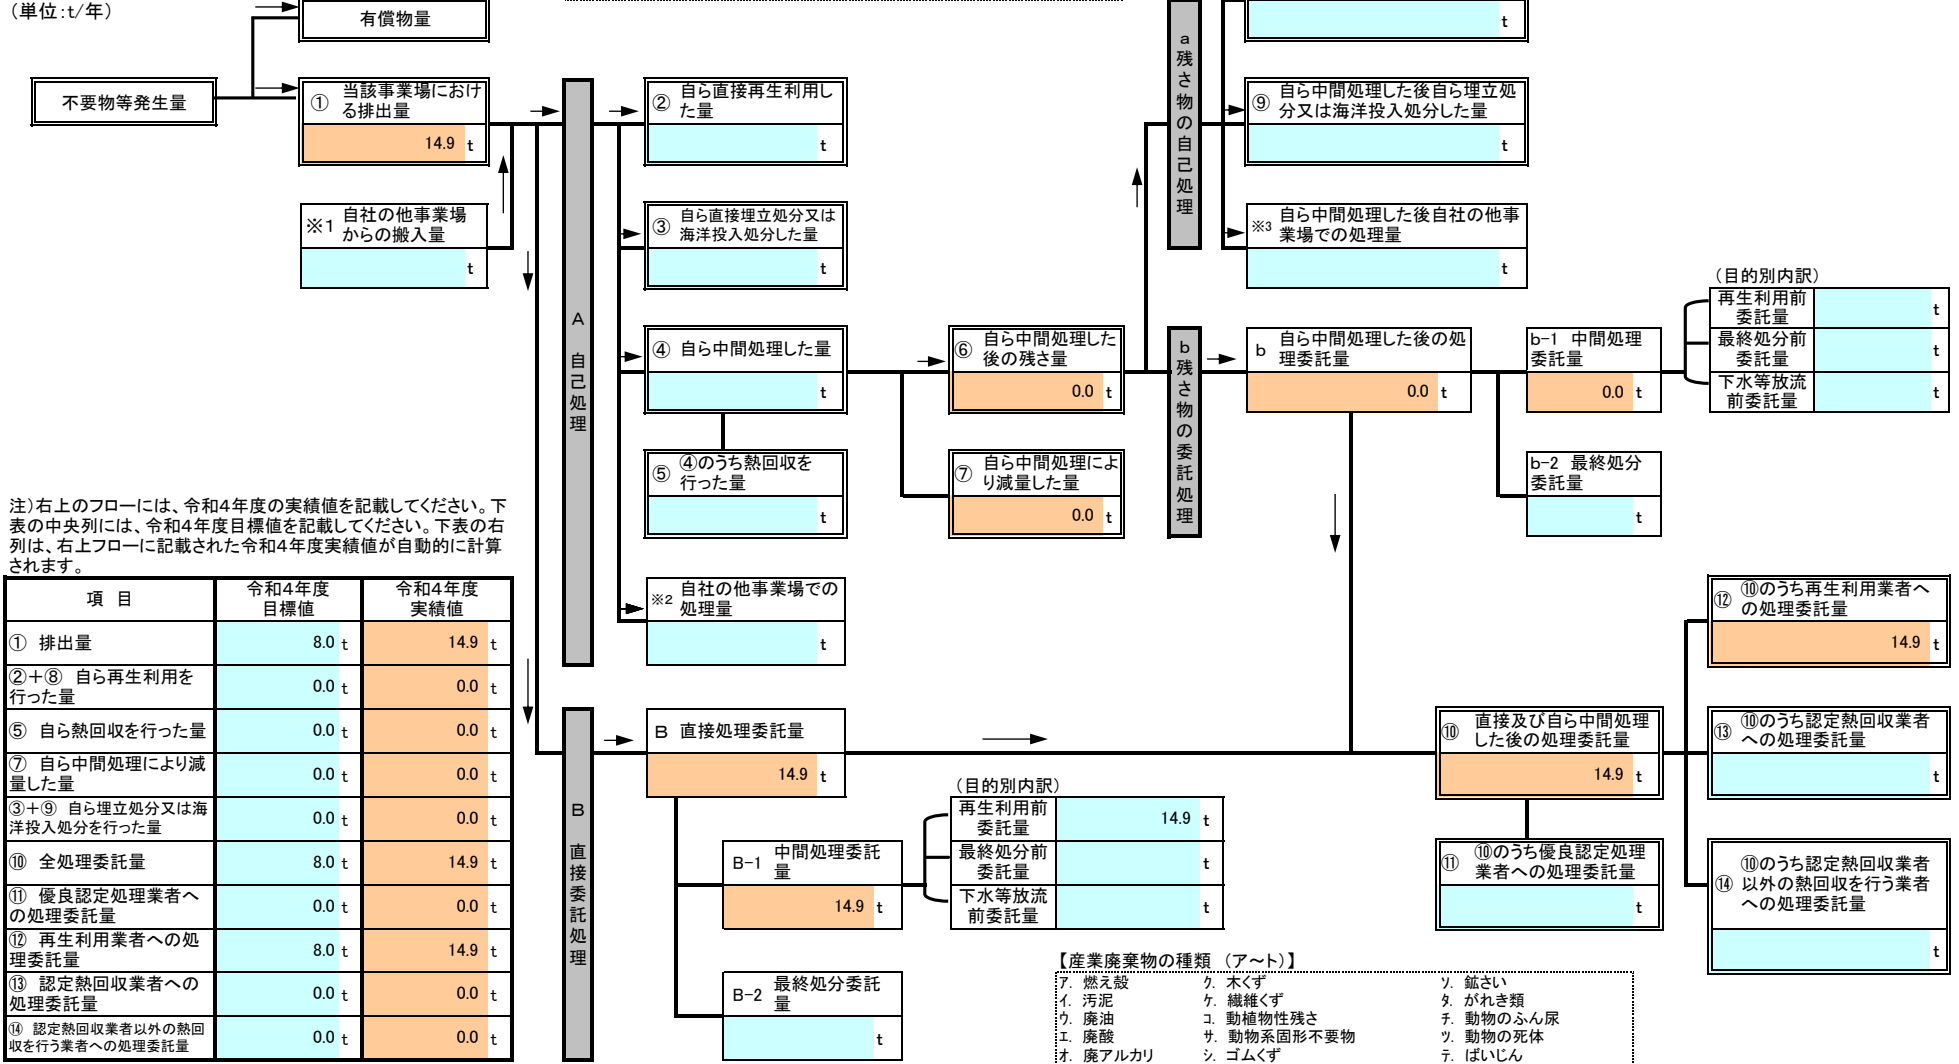 （単位：t/年）
有償物量
不要物等発生量
① 当該事業場におけ
る排出量
14.9 t
※1 自社の他事業場
からの搬入量
t
A 自己処理
② 自ら直接再生利用し
た量
t
③ 自ら直接埋立処分又は
海洋投入処分した量
t
④ 自ら中間処理した量
t
⑤ ④のうち熱回収を
行った量
t
※2 自社の他事業場での
処理量
t
⑥ 自ら中間処理した
後の残さ量
0.0 t
⑦ 自ら中間処理によ
り減量した量
0.0 t
a 残さ物の自己処理
t
⑨ 自ら中間処理した後自ら埋立処
分又は海洋投入処分した量
t
※3 自ら中間処理した後自社の他事
業場での処理量
t
b 残さ物の委託処理
b 自ら中間処理した後の処
理委託量
0.0 t
b-1 中間処理
委託量
0.0 t
（目的別内訳）
再生利用前
委託量
t
最終処分前
委託量
t
下水等放流
前委託量
t
b-2 最終処分
委託量
t
注）右上のフローには、令和４年度の実績値を記載してください。下
表の中央列には、令和４年度目標値を記載してください。下表の右
列は、右上フローに記載された令和４年度実績値が自動的に計算
されます。
項 目
令和４年度
目標値
令和４年度
実績値
① 排出量 8.0 t 14.9 t
②＋⑧ 自ら再生利用を
行った量
0.0 t 0.0 t
⑤ 自ら熱回収を行った量 0.0 t 0.0 t
⑦ 自ら中間処理により減
量した量
0.0 t 0.0 t
③＋⑨ 自ら埋立処分又は海
洋投入処分を行った量
0.0 t 0.0 t
⑩ 全処理委託量 8.0 t 14.9 t
⑪ 優良認定処理業者へ
の処理委託量
0.0 t 0.0 t
⑫ 再生利用業者への処
理委託量
8.0 t 14.9 t
⑬ 認定熱回収業者への
処理委託量
0.0 t 0.0 t
⑭ 認定熱回収業者以外の熱回
収を行う業者への処理委託量
0.0 t 0.0 t
B 直接委託処理
B 直接処理委託量
14.9 t
B-1 中間処理委託
量
14.9 t
（目的別内訳）
再生利用前
委託量
14.9 t
最終処分前
委託量
t
下水等放流
前委託量
t
B-2 最終処分委託
量
t
⑩ 直接及び自ら中間処理
した後の処理委託量
14.9 t
⑪ ⑩のうち優良認定処理
業者への処理委託量
t
⑫ ⑩のうち再生利用業者へ
の処理委託量
14.9 t
⑬ ⑩のうち認定熱回収業者
への処理委託量
t
⑭ ⑩のうち認定熱回収業者
以外の熱回収を行う業者
への処理委託量
t
【産業廃棄物の種類 （ア～ト）】
ア. 燃え殻 ク. 木くず ソ. 鉱さい
イ. 汚泥 ケ. 繊維くず タ. がれき類
ウ. 廃油 コ. 動植物性残さ チ. 動物のふん尿
エ. 廃酸 サ. 動物系固形不要物 ツ. 動物の死体
オ. 廃アルカリ シ. ゴムくず テ. ばいじん